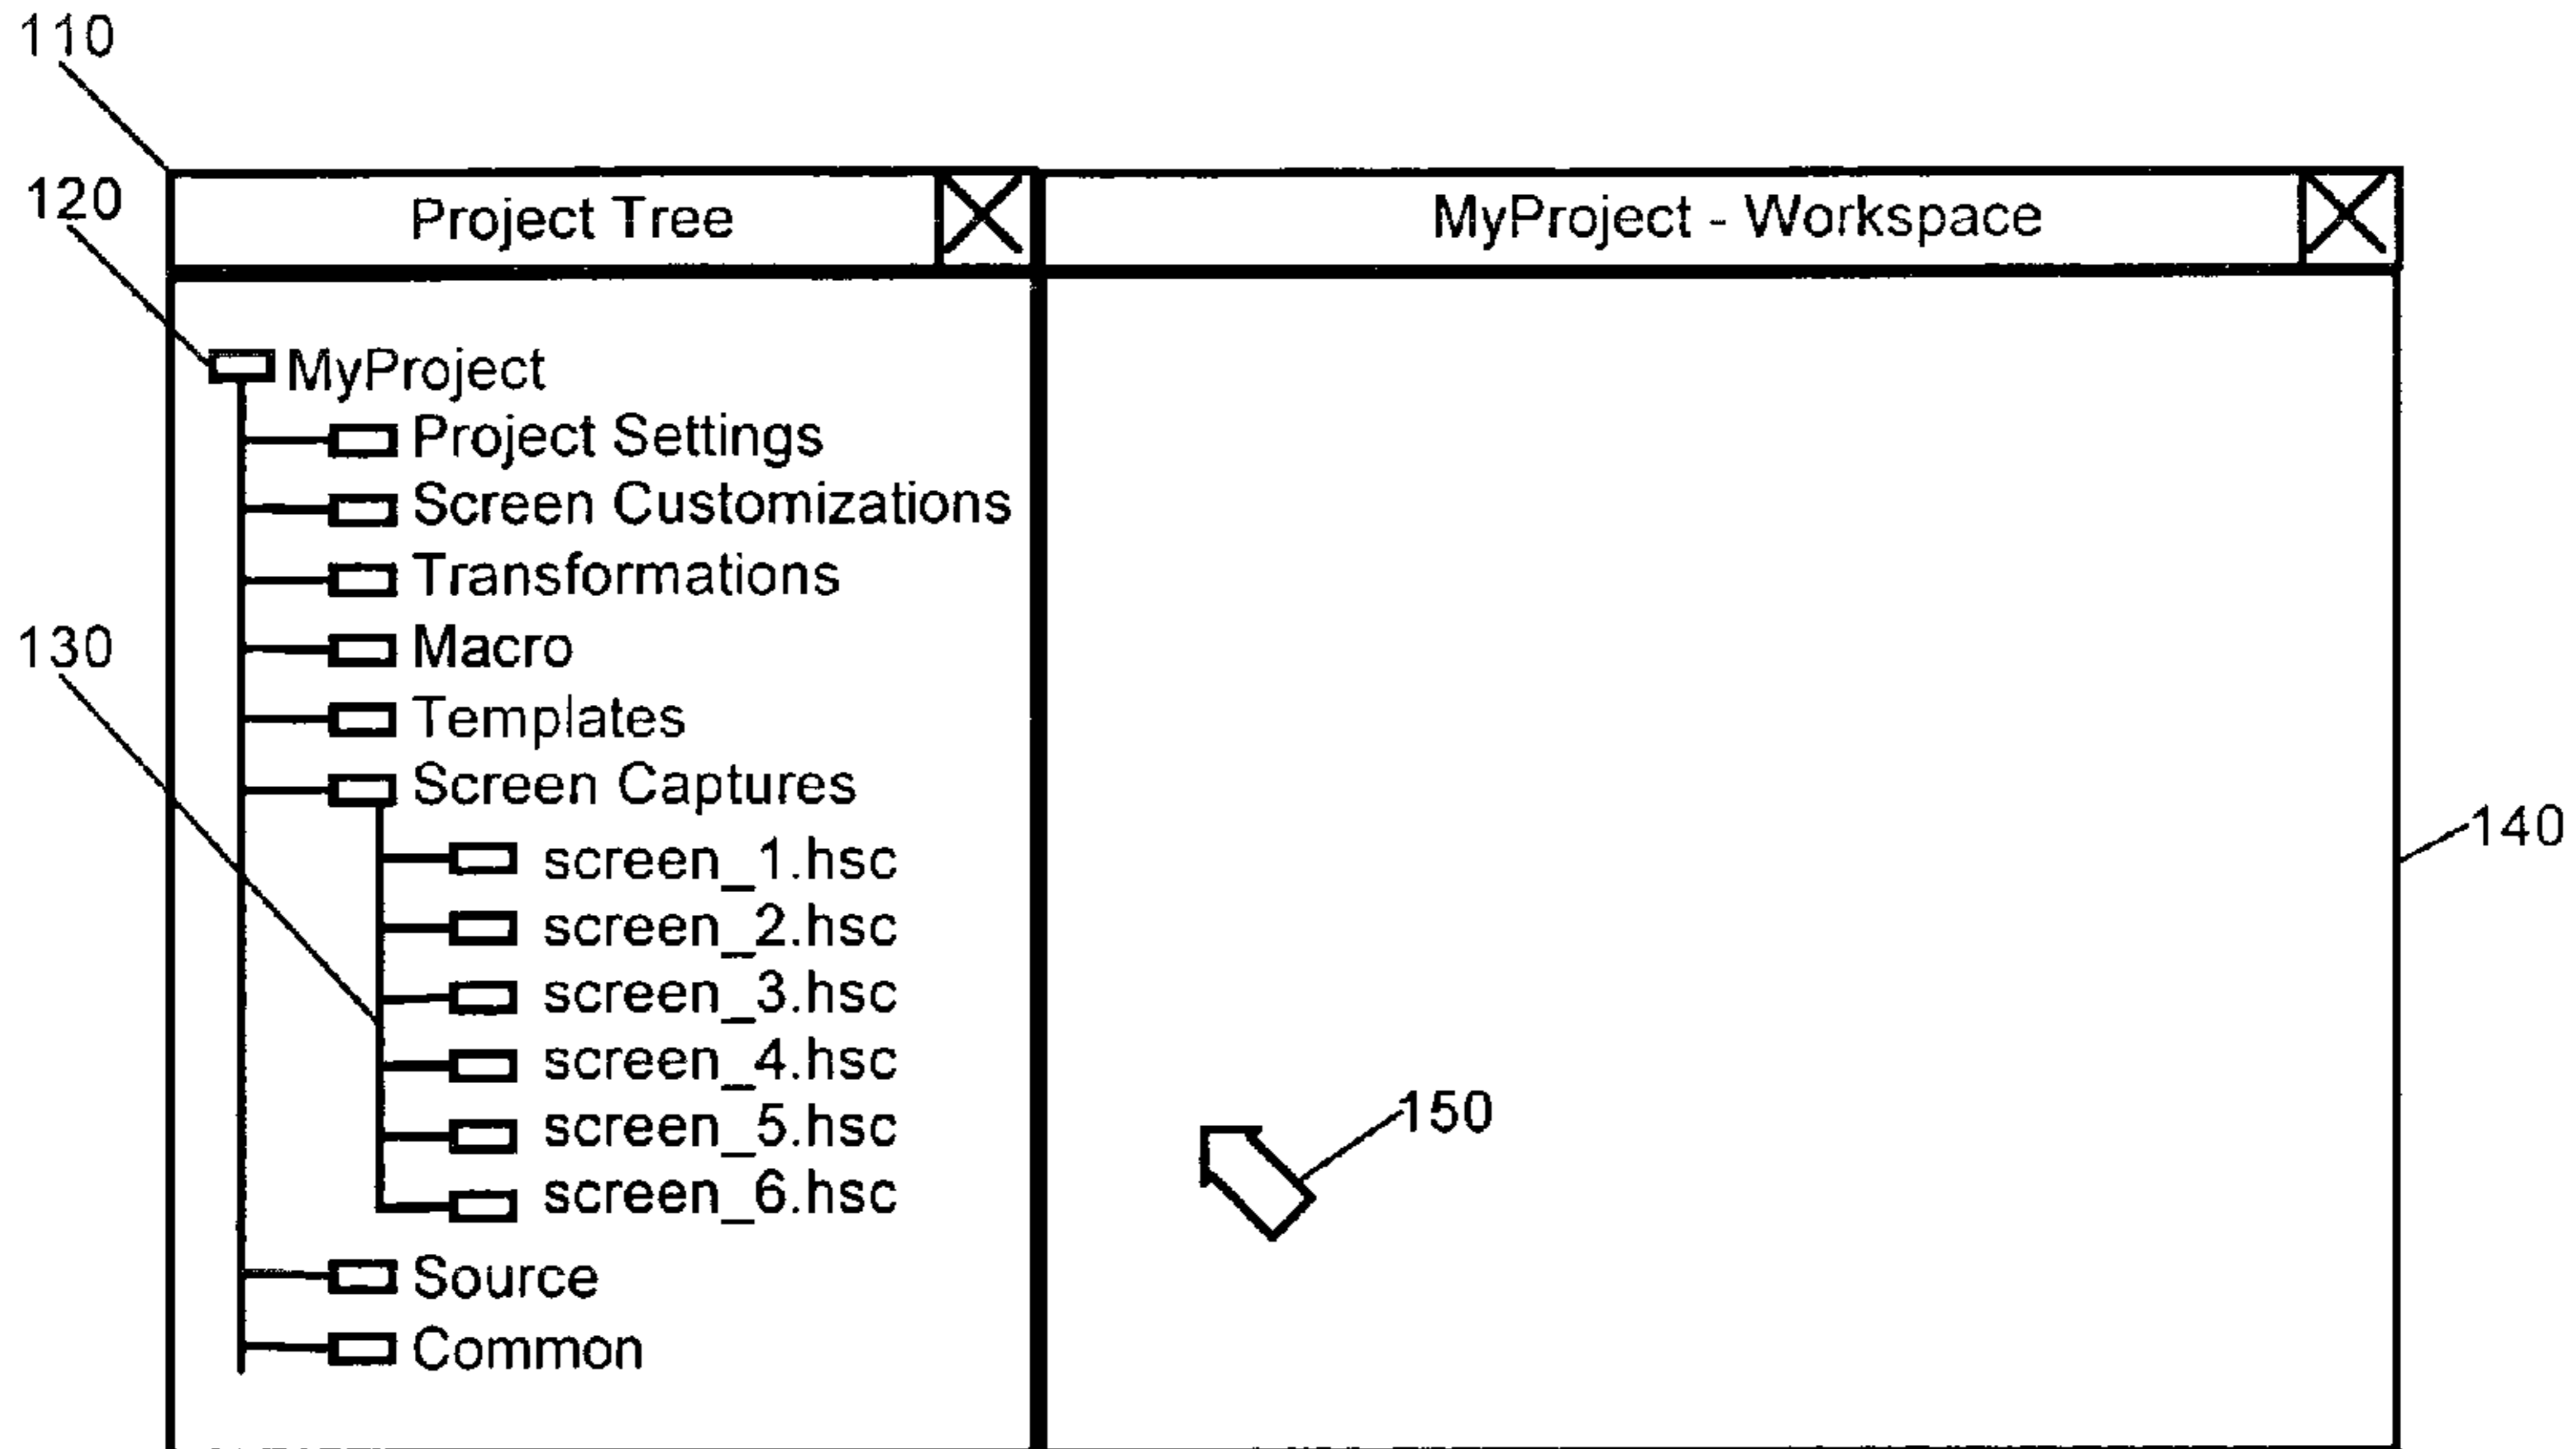 110
120
Project Tree
MyProject - Workspace
MyProject
Project Settings
Screen Customizations
Transformations
130
Macro
Templates
Screen Captures
screen_1.hsc
140
screen_2.hsc
screen_3.hsc
screen_4.hsc
150
screen_5.hsc
screen_6.hsc
Source
Common